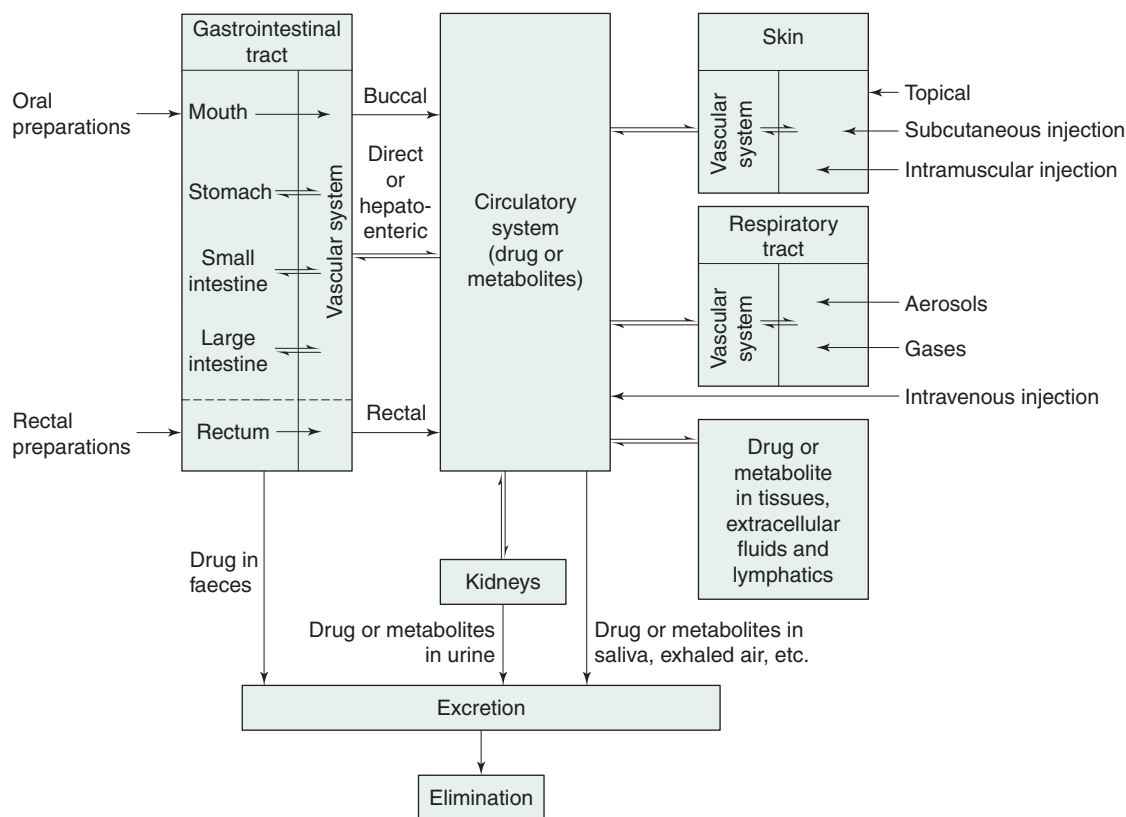 Gastrointestinal
tract
Oral
preparations
Mouth
Stomach
Small
intestine
Large
intestine
Vascular system
Rectal
preparations
Rectum
Buccal
Direct
or
hepato-
enteric
Rectal
Circulatory
system
(drug or
metabolites)
Skin
Vascular
system
Topical
Subcutaneous injection
Intramuscular injection
Respiratory
tract
Vascular
system
Aerosols
Gases
Intravenous injection
Drug or
metabolite
in tissues,
extracellular
fluids and
lymphatics
Drug in
faeces
Kidneys
Drug or metabolites
in urine
Drug or metabolites in
saliva, exhaled air, etc.
Excretion
Elimination